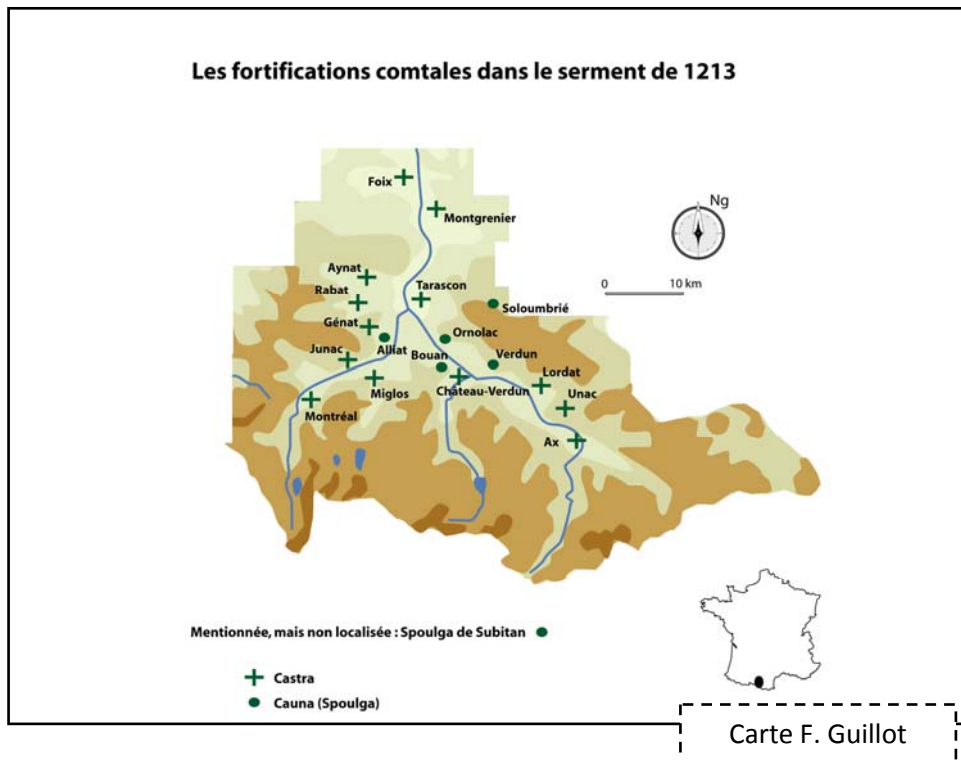 Les fortifications comtales dans le serment de 1213
Foix
Montgrenier
Ng
0
10 km
Aynat
Rabat
Tarascon
Soloumbrié
Génat
Alliat
Ornolac
Junac
Bouan
Verdun
Miglos
Château-Verdun
Lordat
Montréal
Unac
Ax
Mentionnée, mais non localisée : Spoulga de Subitan
Castra
Cauna (Spoulga)
Carte F. Guillot